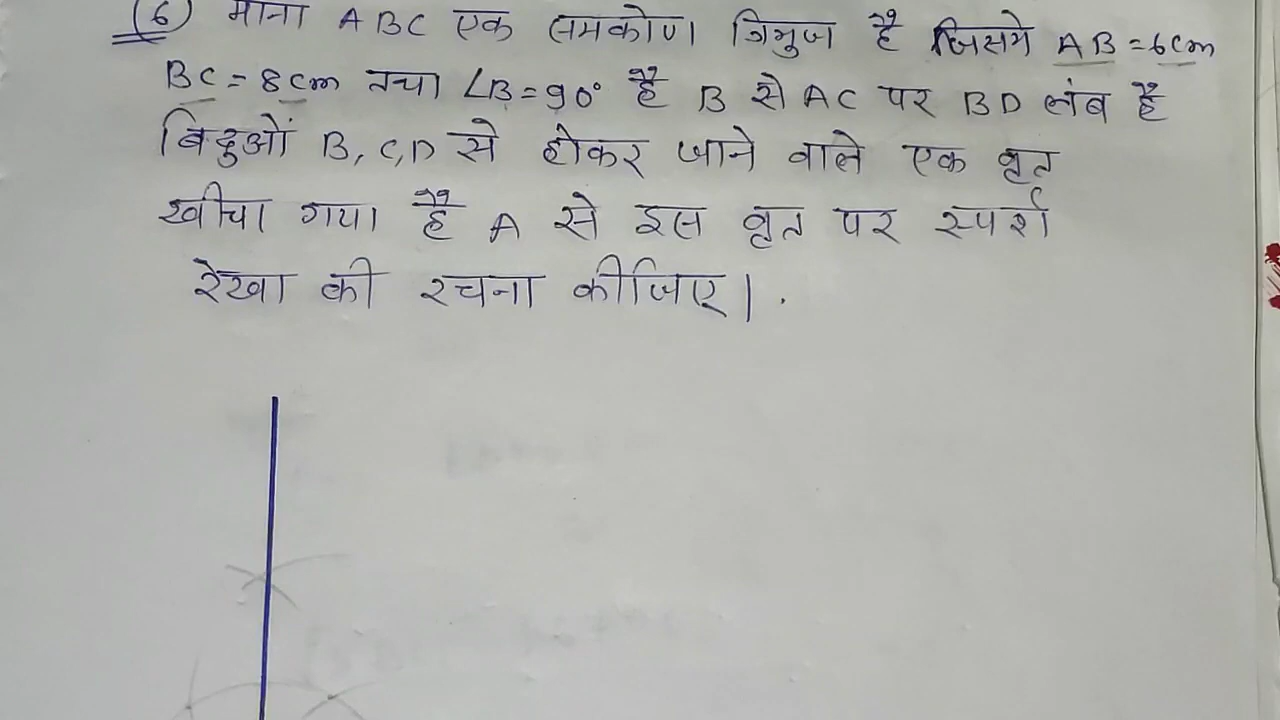 (6) माना ABC एक समकोण त्रिभुज है जिसमे AB=6cm
BC=8cm तथा ∠B=90° है B से AC पर BD लंब है
बिदुओं B,C,D से होकर जाने वाले एक वृत
खीचा गया है A से इस वृत पर स्पर्श
रेखा की रचना कीजिए|.